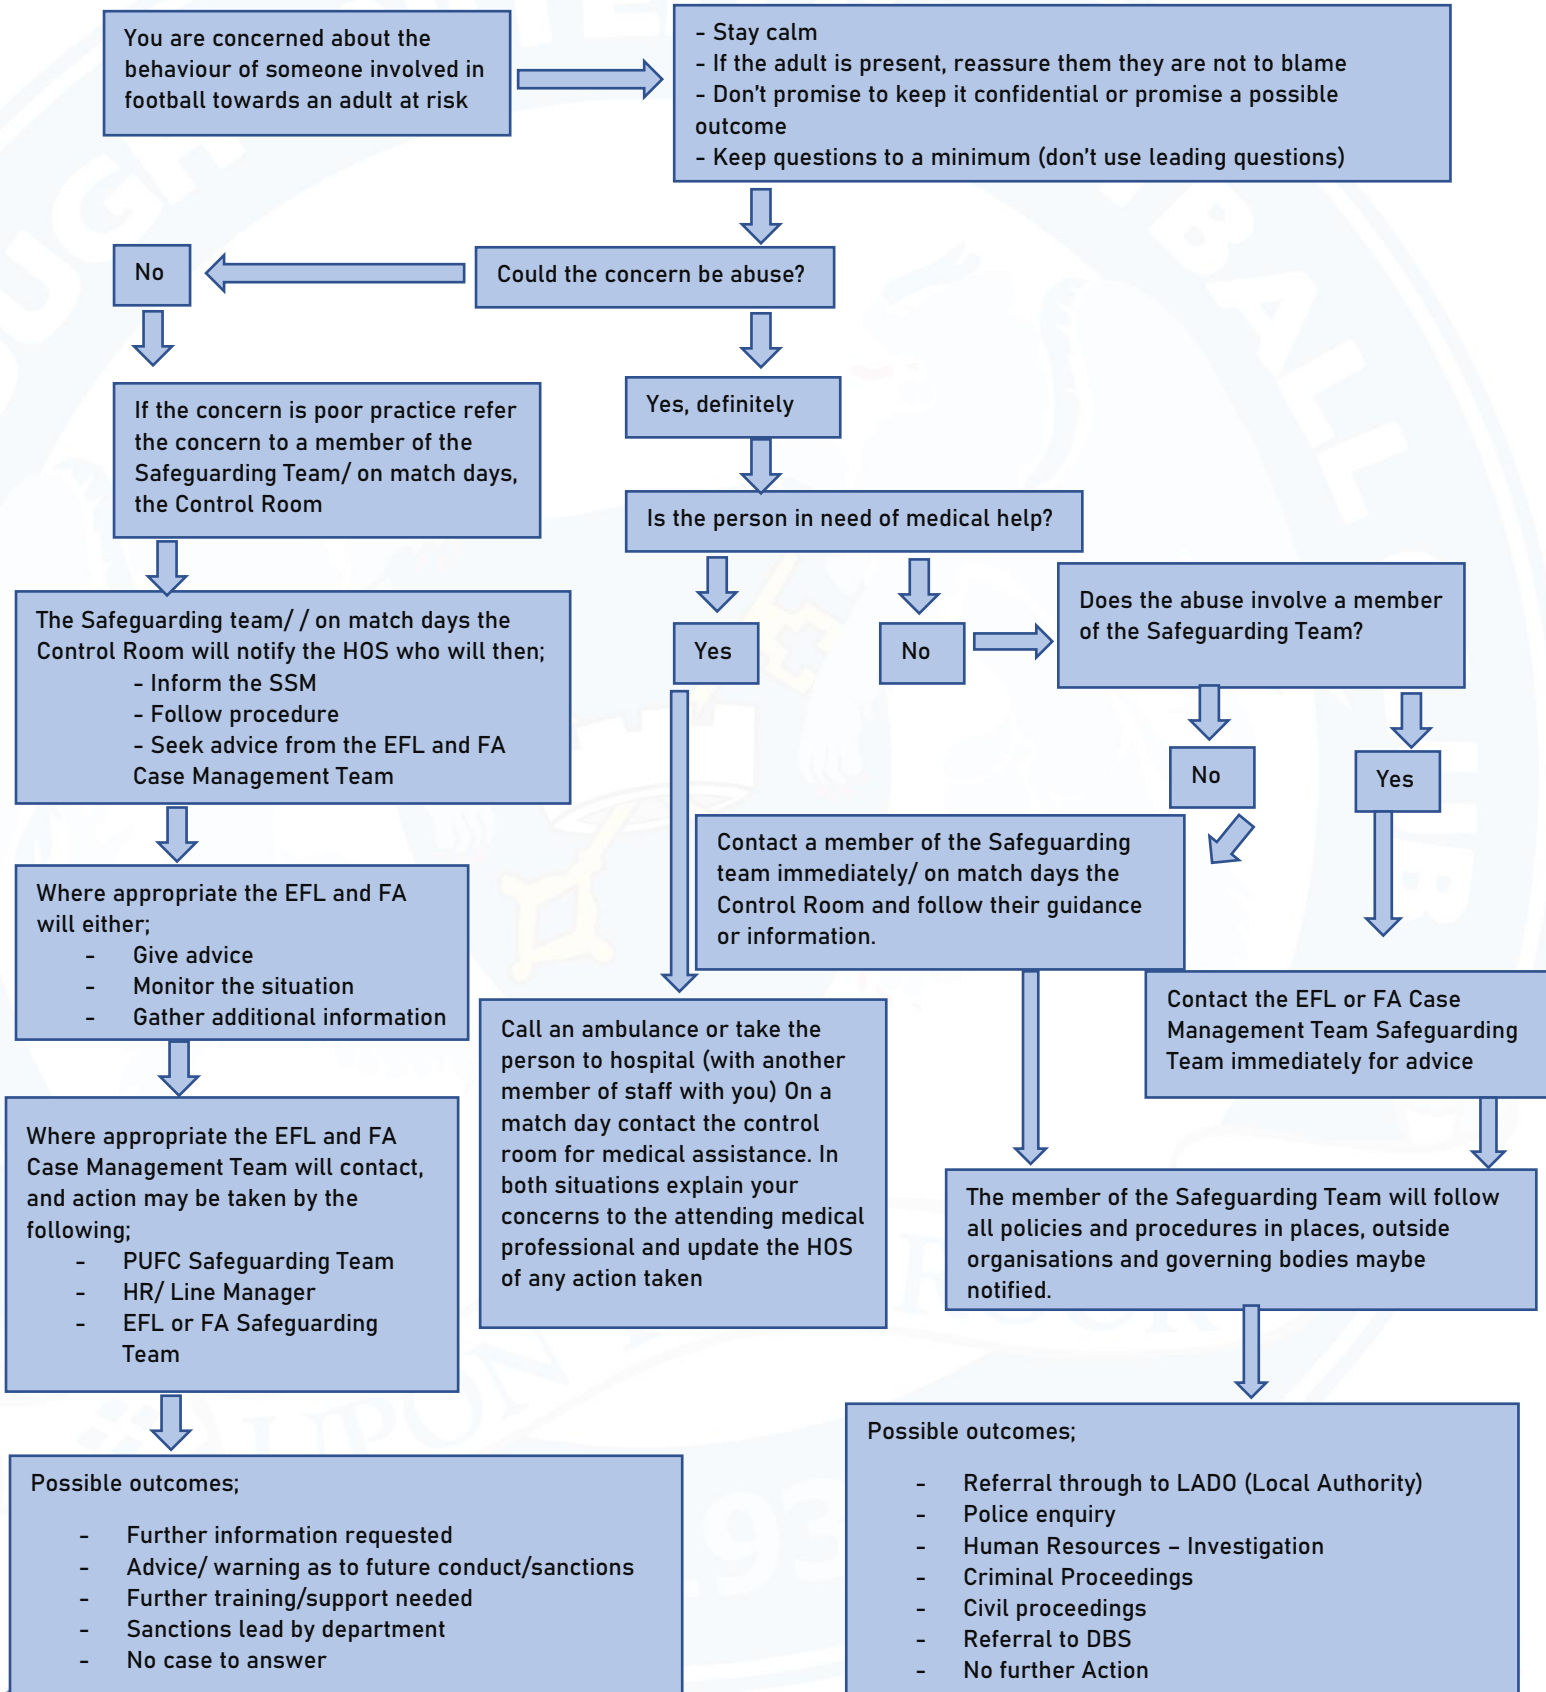 You are concerned about the
behaviour of someone involved in
football towards an adult at risk
- Stay calm
- If the adult is present, reassure them they are not to blame
- Don't promise to keep it confidential or promise a possible
outcome
- Keep questions to a minimum (don't use leading questions)
No
Could the concern be abuse?
If the concern is poor practice refer
the concern to a member of the
Safeguarding Team/ on match days,
the Control Room
Yes, definitely
Is the person in need of medical help?
The Safeguarding team/ / on match days the
Control Room will notify the HOS who will then;
- Inform the SSM
- Follow procedure
- Seek advice from the EFL and FA
Case Management Team
Yes
No
Does the abuse involve a member
of the Safeguarding Team?
No
Yes
Where appropriate the EFL and FA
will either;
- Give advice
- Monitor the situation
- Gather additional information
Contact a member of the Safeguarding
team immediately/ on match days the
Control Room and follow their guidance
or information.
Contact the EFL or FA Case
Management Team Safeguarding
Team immediately for advice
Call an ambulance or take the
person to hospital (with another
member of staff with you) On a
match day contact the control
room for medical assistance. In
both situations explain your
concerns to the attending medical
professional and update the HOS
of any action taken
Where appropriate the EFL and FA
Case Management Team will contact,
and action may be taken by the
following;
- PUFC Safeguarding Team
- HR/ Line Manager
- EFL or FA Safeguarding
Team
The member of the Safeguarding Team will follow
all policies and procedures in places, outside
organisations and governing bodies maybe
notified.
Possible outcomes;
- Further information requested
- Advice/ warning as to future conduct/sanctions
- Further training/support needed
- Sanctions lead by department
- No case to answer
Possible outcomes;
- Referral through to LADO (Local Authority)
- Police enquiry
- Human Resources – Investigation
- Criminal Proceedings
- Civil proceedings
- Referral to DBS
- No further Action